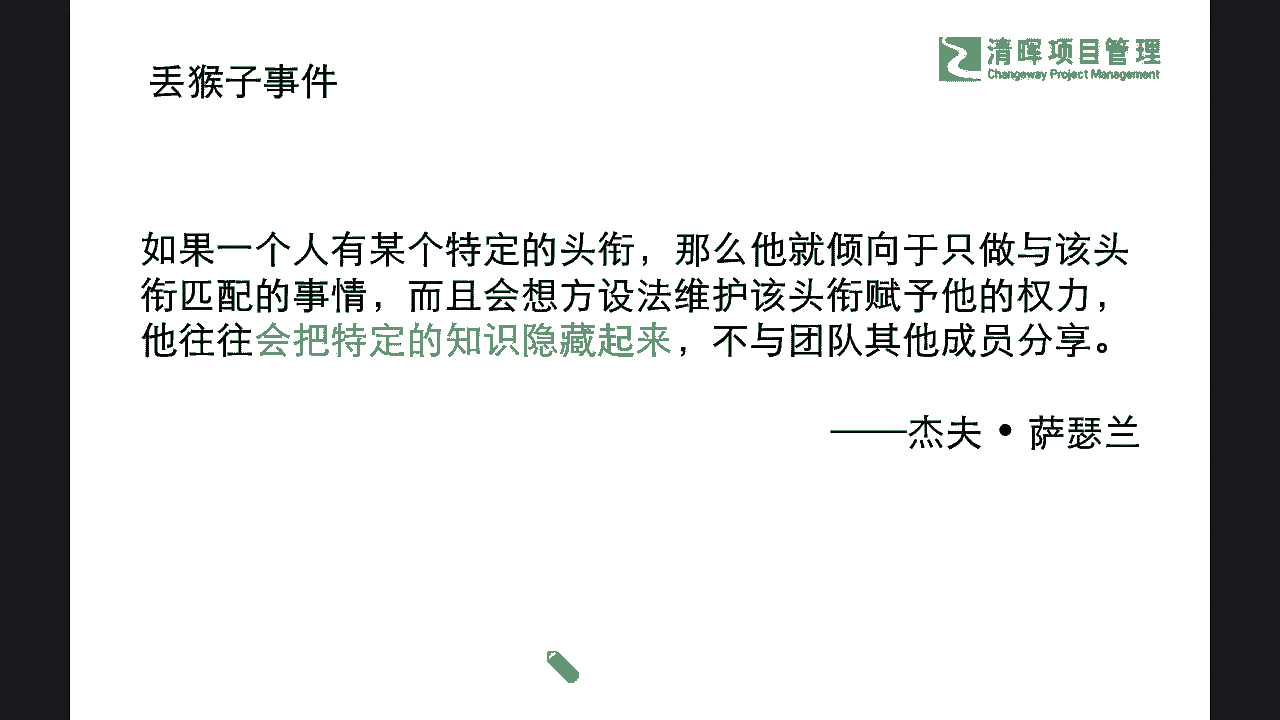 丢猴子事件
清晖项目管理
Changeway Project Management
如果一个人有某个特定的头衔，那么他就倾向于只做与该头
衔匹配的事情，而且会想方设法维护该头衔赋予他的权力，
他往往会把特定的知识隐藏起来，不与团队其他成员分享。
——杰夫•萨瑟兰